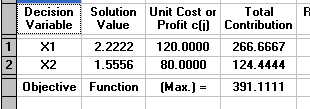 Decision Solution Unit Cost or Total R
Variable Value Profit c(j) Contribution
1 X1 2.2222 120.0000 266.6667
2 X2 1.5556 80.0000 124.4444
Objective Function (Max.) = 391.1111